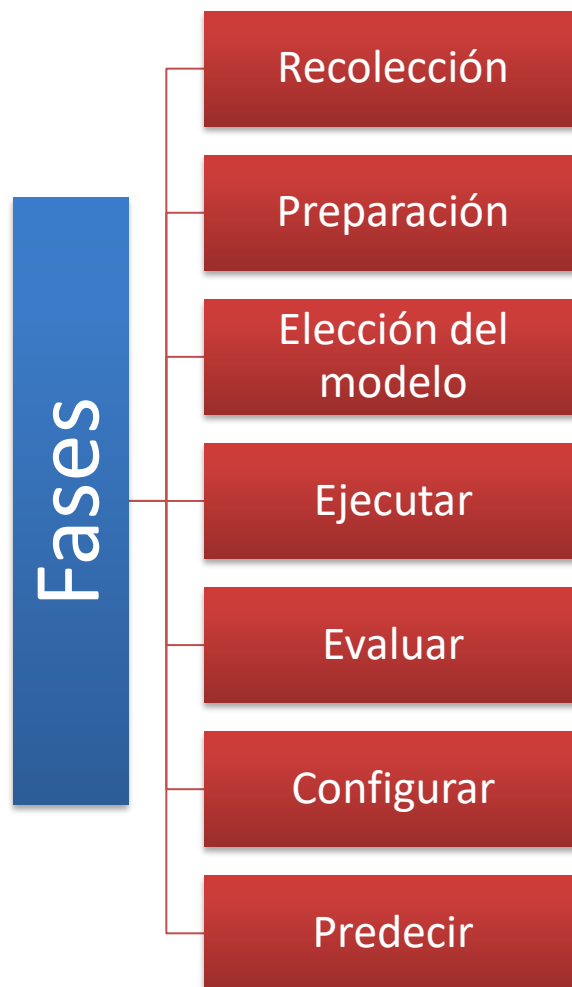 Fases
Recolección
Preparación
Elección del
modelo
Ejecutar
Evaluar
Configurar
Predecir